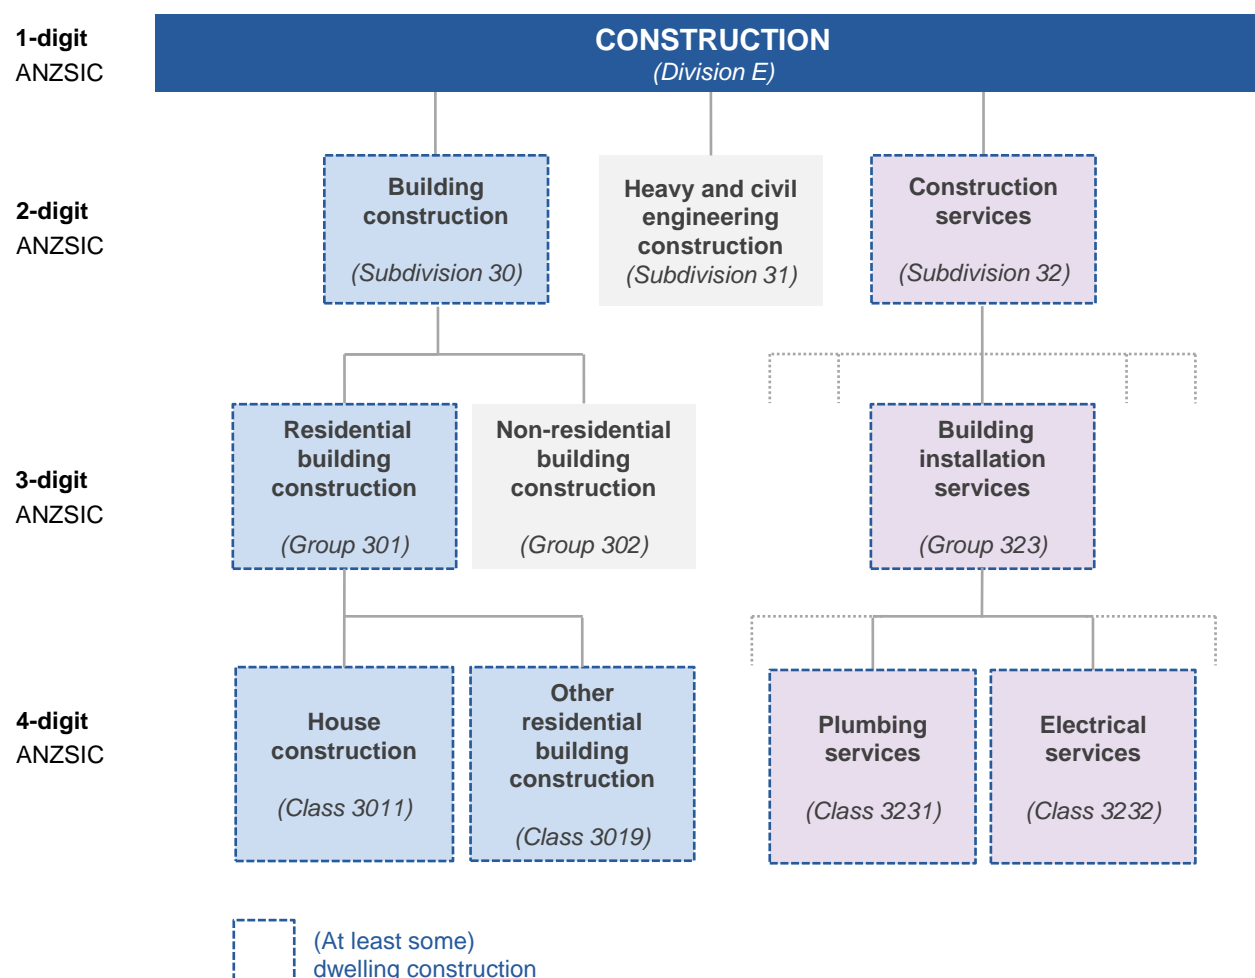 1-digit
ANZSIC
CONSTRUCTION
(Division E)
2-digit
ANZSIC
Building
construction
(Subdivision 30)
Heavy and civil
engineering
construction
(Subdivision 31)
Construction
services
(Subdivision 32)
3-digit
ANZSIC
Residential
building
construction
(Group 301)
Non-residential
building
construction
(Group 302)
Building
installation
services
(Group 323)
4-digit
ANZSIC
House
construction
(Class 3011)
Other
residential
building
construction
(Class 3019)
Plumbing
services
(Class 3231)
Electrical
services
(Class 3232)
(At least some)
dwelling construction